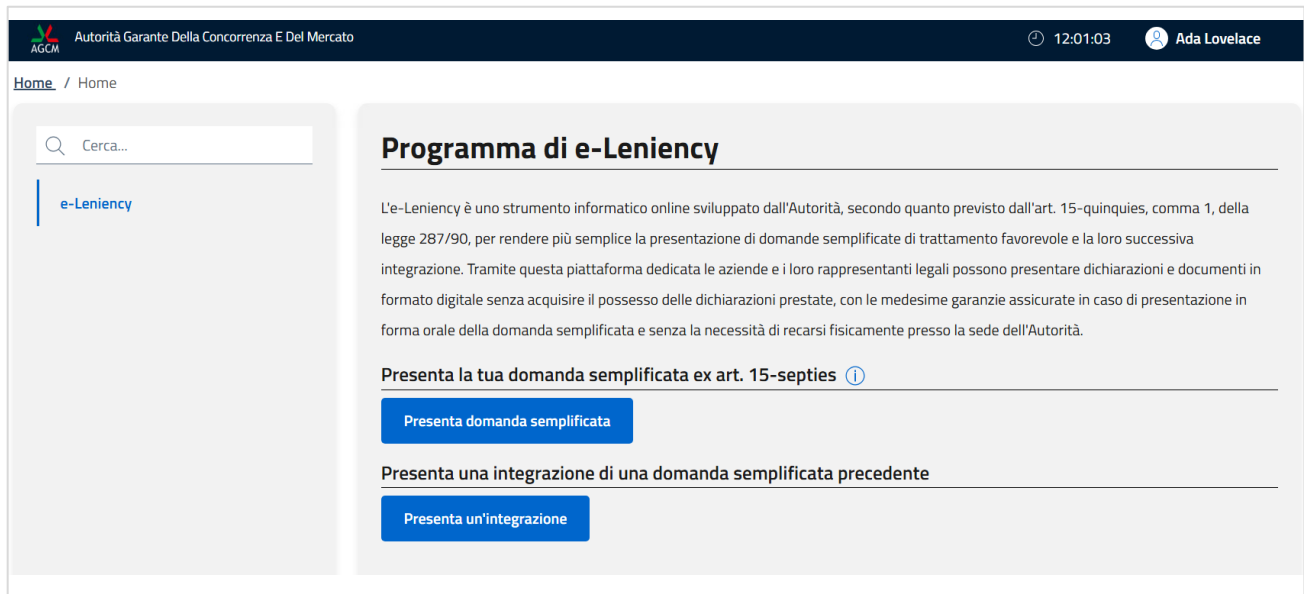 AGCM
Autorità Garante Della Concorrenza E Del Mercato
12:01:03
Ada Lovelace
Home / Home
Cerca...
e-Leniency
Programma di e-Leniency
L'e-Leniency è uno strumento informatico online sviluppato dall'Autorità, secondo quanto previsto dall'art. 15-quinquies, comma 1, della
legge 287/90, per rendere più semplice la presentazione di domande semplificate di trattamento favorevole e la loro successiva
integrazione. Tramite questa piattaforma dedicata le aziende e i loro rappresentanti legali possono presentare dichiarazioni e documenti in
formato digitale senza acquisire il possesso delle dichiarazioni prestate, con le medesime garanzie assicurate in caso di presentazione in
forma orale della domanda semplificata e senza la necessità di recarsi fisicamente presso la sede dell'Autorità.
Presenta la tua domanda semplificata ex art. 15-septies
Presenta domanda semplificata
Presenta una integrazione di una domanda semplificata precedente
Presenta un'integrazione